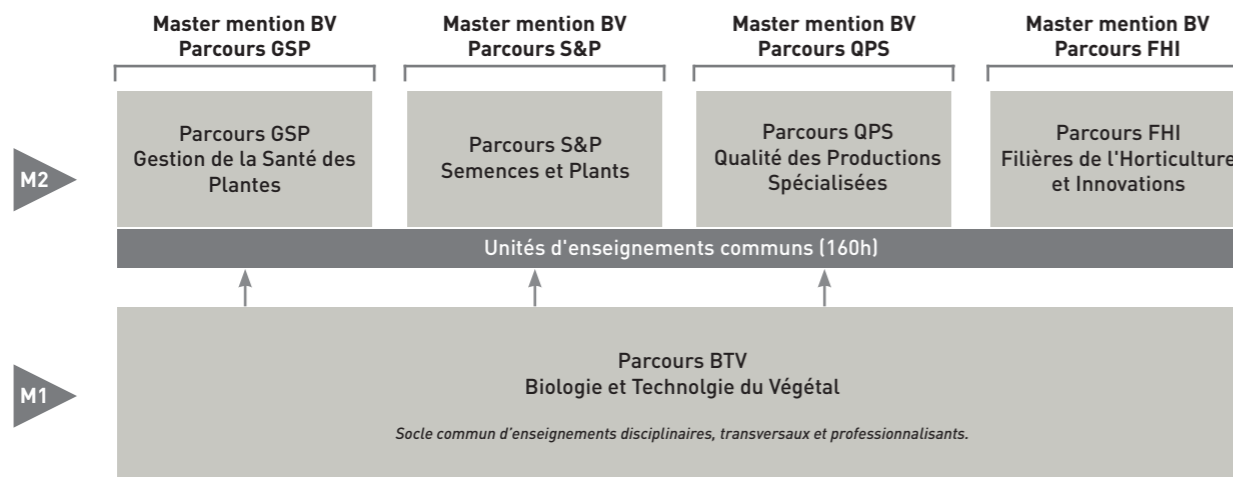 Master mention BV
Parcours GSP
Master mention BV
Parcours S&P
Master mention BV
Parcours QPS
Master mention BV
Parcours FHI
M2
Parcours GSP
Gestion de la Santé des
Plantes
Parcours S&P
Semences et Plants
Parcours QPS
Qualité des Productions
Spécialisées
Parcours FHI
Filières de l'Horticulture
et Innovations
Unités d'enseignements communs (160h)
M1
Parcours BTV
Biologie et Technolgie du Végétal
Socle commun d'enseignements disciplinaires, transversaux et professionnalisants.